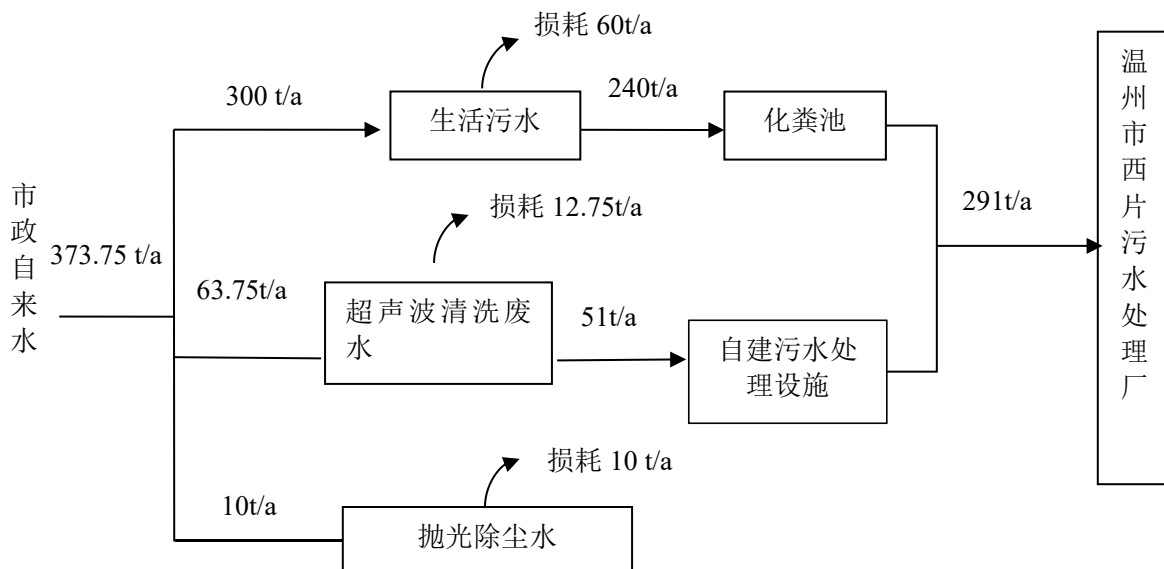 损耗 60t/a
300 t/a
生活污水
240t/a
化粪池
市政自来水
373.75 t/a
损耗 12.75t/a
63.75t/a
超声波清洗废
水
51t/a
自建污水处
理设施
291t/a
温州市西片污水处理厂
损耗 10 t/a
10t/a
抛光除尘水